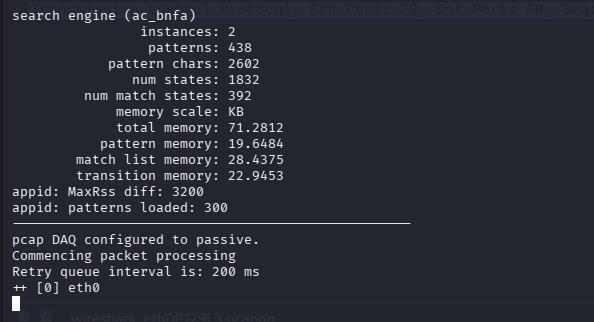 search engine (ac_bnfa)
instances: 2
patterns: 438
pattern chars: 2602
num states: 1832
num match states: 392
memory scale: KB
total memory: 71.2812
pattern memory: 19.6484
match list memory: 28.4375
transition memory: 22.9453
appid: MaxRss diff: 3200
appid: patterns loaded: 300
pcap DAQ configured to passive.
Commencing packet processing
Retry queue interval is: 200 ms
++ [0] eth0